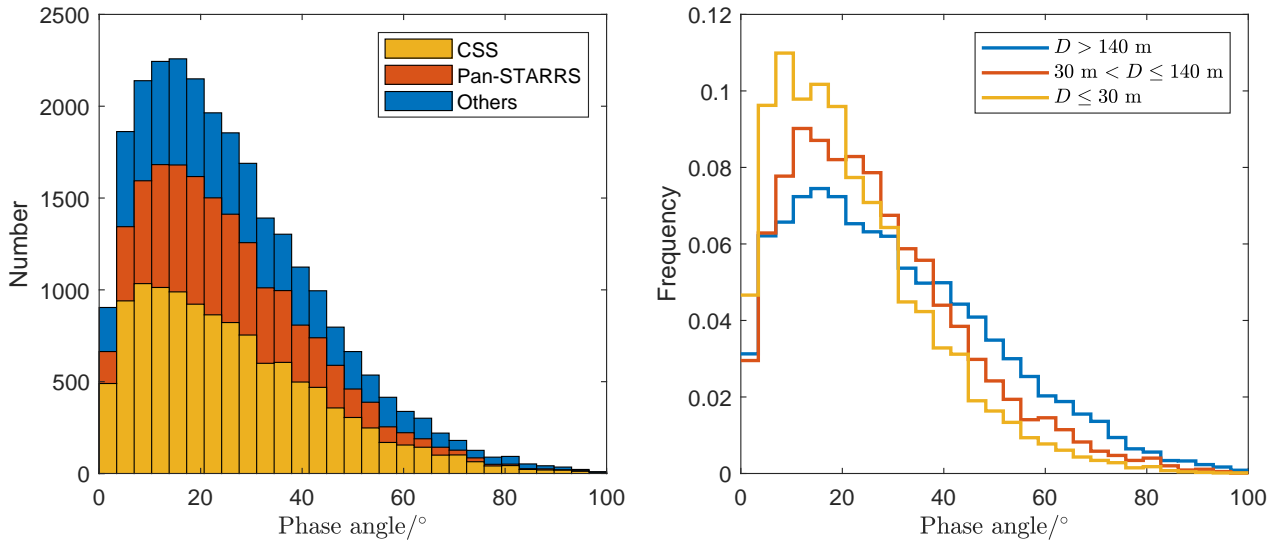 2500
2000
1500
1000
500
0
Number
0 20 40 60 80 100
Phase angle/°
CSS
Pan-STARRS
Others
0.12
0.1
0.08
0.06
0.04
0.02
0
Frequency
0 20 40 60 80 100
Phase angle/°
D > 140 m
30 m < D ≤ 140 m
D ≤ 30 m